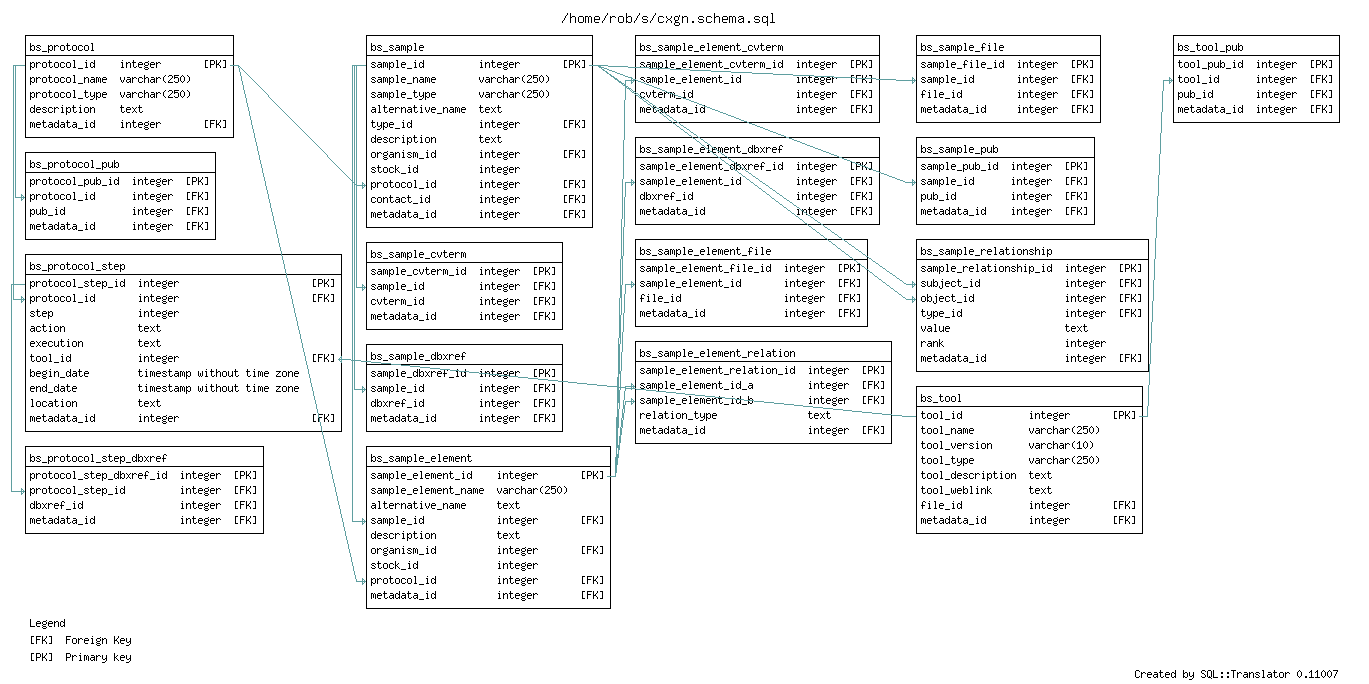 /home/rob/s/cxgn.schema.sql
bs_protocol
protocol_id integer [PK]
protocol_name varchar(250)
protocol_type varchar(250)
description text
metadata_id integer [FK]
bs_protocol_pub
protocol_pub_id integer [PK]
protocol_id integer [FK]
pub_id integer [FK]
metadata_id integer [FK]
bs_protocol_step
protocol_step_id integer [PK]
protocol_id integer [FK]
step integer
action text
execution text
tool_id integer [FK]
begin_date timestamp without time zone
end_date timestamp without time zone
location text
metadata_id integer [FK]
bs_protocol_step_dbxref
protocol_step_dbxref_id integer [PK]
protocol_step_id integer [FK]
dbxref_id integer [FK]
metadata_id integer [FK]
bs_sample
sample_id integer [PK]
sample_name varchar(250)
sample_type varchar(250)
alternative_name text
type_id integer [FK]
description text
organism_id integer [FK]
stock_id integer
protocol_id integer [FK]
contact_id integer [FK]
metadata_id integer [FK]
bs_sample_cvterm
sample_cvterm_id integer [PK]
sample_id integer [FK]
cvterm_id integer [FK]
metadata_id integer [FK]
bs_sample_dbxref
sample_dbxref_id integer [PK]
sample_id integer [FK]
dbxref_id integer [FK]
metadata_id integer [FK]
bs_sample_element
sample_element_id integer [PK]
sample_element_name varchar(250)
alternative_name text
sample_id integer [FK]
description text
organism_id integer [FK]
stock_id integer
protocol_id integer [FK]
metadata_id integer [FK]
bs_sample_element_cvterm
sample_element_cvterm_id integer [PK]
sample_element_id integer [FK]
cvterm_id integer [FK]
metadata_id integer [FK]
bs_sample_element_dbxref
sample_element_dbxref_id integer [PK]
sample_element_id integer [FK]
dbxref_id integer [FK]
metadata_id integer [FK]
bs_sample_element_file
sample_element_file_id integer [PK]
sample_element_id integer [FK]
file_id integer [FK]
metadata_id integer [FK]
bs_sample_element_relation
sample_element_relation_id integer [PK]
sample_element_id_a integer [FK]
sample_element_id_b integer [FK]
relation_type text
metadata_id integer [FK]
bs_sample_file
sample_file_id integer [PK]
sample_id integer [FK]
file_id integer [FK]
metadata_id integer [FK]
bs_sample_pub
sample_pub_id integer [PK]
sample_id integer [FK]
pub_id integer [FK]
metadata_id integer [FK]
bs_sample_relationship
sample_relationship_id integer [PK]
subject_id integer [FK]
object_id integer [FK]
type_id integer [FK]
value text
rank integer
metadata_id integer [FK]
bs_tool
tool_id integer [PK]
tool_name varchar(250)
tool_version varchar(10)
tool_type varchar(250)
tool_description text
tool_weblink text
file_id integer [FK]
metadata_id integer [FK]
bs_tool_pub
tool_pub_id integer [PK]
tool_id integer [FK]
pub_id integer [FK]
metadata_id integer [FK]
Legend
[FK] Foreign Key
[PK] Primary key
Created by SQL::Translator 0.11007